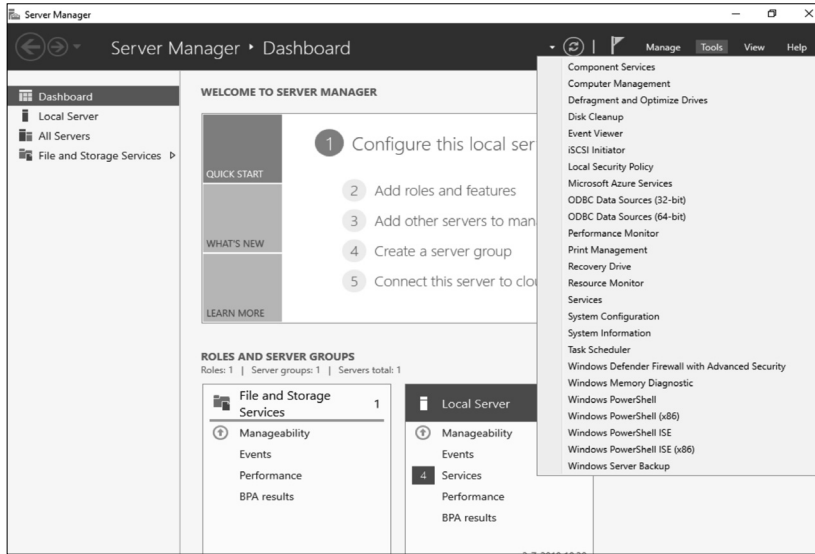 Server Manager
Server Manager • Dashboard
Manage Tools View Help
Dashboard
Local Server
All Servers
File and Storage Services
WELCOME TO SERVER MANAGER
QUICK START
WHAT'S NEW
LEARN MORE
1 Configure this local ser
2 Add roles and features
3 Add other servers to man
4 Create a server group
5 Connect this server to clo
ROLES AND SERVER GROUPS
Roles: 1 | Server groups: 1 | Servers total: 1
File and Storage
Services
1
Manageability
Events
Performance
BPA results
Local Server
Manageability
Events
4 Services
Performance
BPA results
Component Services
Computer Management
Defragment and Optimize Drives
Disk Cleanup
Event Viewer
iSCSI Initiator
Local Security Policy
Microsoft Azure Services
ODBC Data Sources (32-bit)
ODBC Data Sources (64-bit)
Performance Monitor
Print Management
Recovery Drive
Resource Monitor
Services
System Configuration
System Information
Task Scheduler
Windows Defender Firewall with Advanced Security
Windows Memory Diagnostic
Windows PowerShell
Windows PowerShell (x86)
Windows PowerShell ISE
Windows PowerShell ISE (x86)
Windows Server Backup